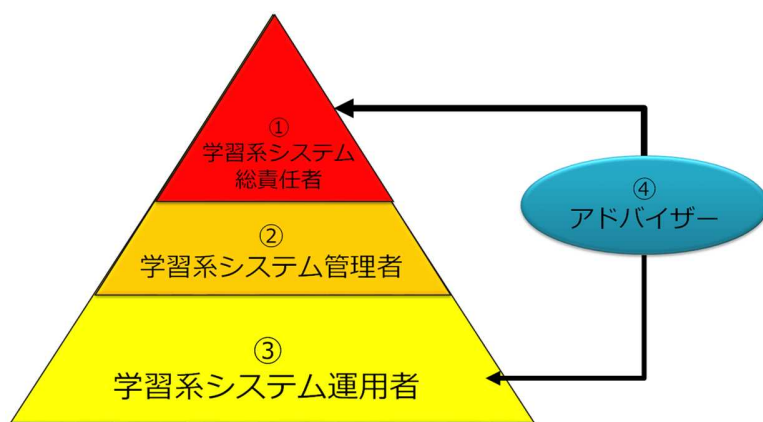 ①
学習系システム
総責任者
②
学習系システム管理者
③
学習系システム運用者
④
アドバイザー